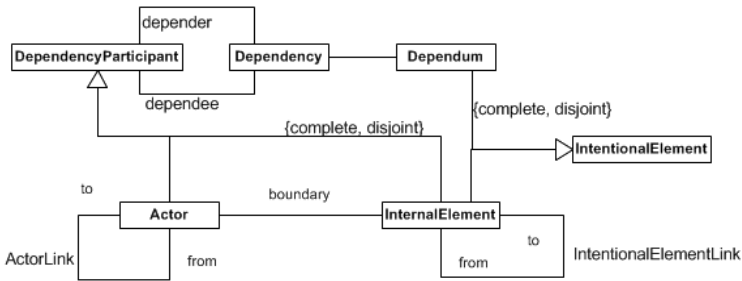 depender
DependencyParticipant
Dependency
Dependum
dependee
{complete, disjoint}
{complete, disjoint}
IntentionalElement
to
boundary
Actor
InternalElement
ActorLink
from
to
from
IntentionalElementLink